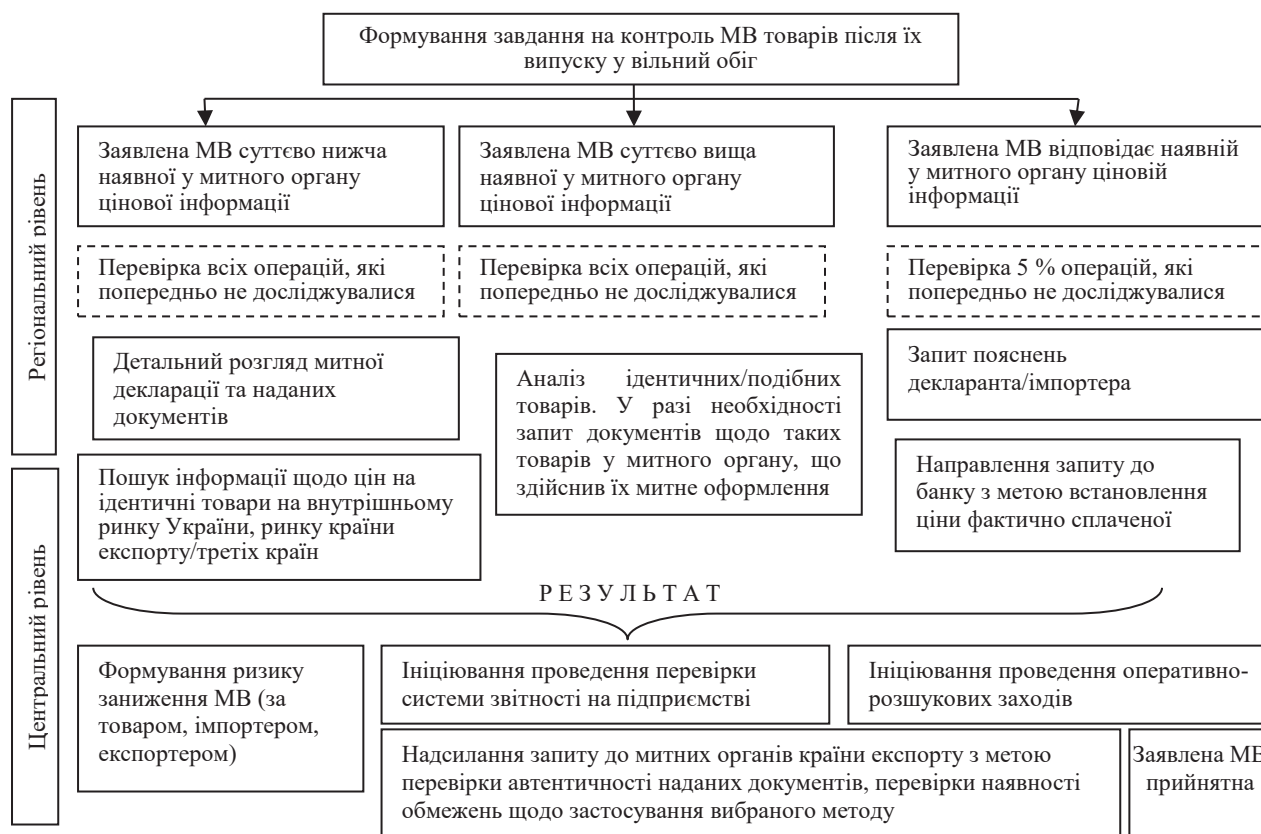 Формування завдання на контроль МВ товарів після їх
випуску у вільний обіг
Регіональний рівень
Заявлена МВ суттєво нижча
наявної у митного органу
цінової інформації
Заявлена МВ суттєво вища
наявної у митного органу
цінової інформації
Заявлена МВ відповідає наявній
у митного органу ціновій
інформації
Перевірка всіх операцій, які
попередньо не досліджувалися
Перевірка всіх операцій, які
попередньо не досліджувалися
Перевірка 5 % операцій, які
попередньо не досліджувалися
Детальний розгляд митної
декларації та наданих
документів
Аналіз ідентичних/подібних
товарів. У разі необхідності
запит документів щодо таких
товарів у митного органу, що
здійснив їх митне оформлення
Запит пояснень
декларанта/імпортера
Центральний рівень
Пошук інформації щодо цін на
ідентичні товари на внутрішньому
ринку України, ринку країни
експорту/третіх країн
Направлення запиту до
банку з метою встановлення
ціни фактично сплаченої
РЕЗУЛЬТАТ
Формування ризику
заниження МВ (за
товаром, імпортером,
експортером)
Ініціювання проведення перевірки
системи звітності на підприємстві
Ініціювання проведення оперативно-
розшукових заходів
Надсилання запиту до митних органів країни експорту з метою
перевірки автентичності наданих документів, перевірки наявності
обмежень щодо застосування вибраного методу
Заявлена МВ
прийнятна